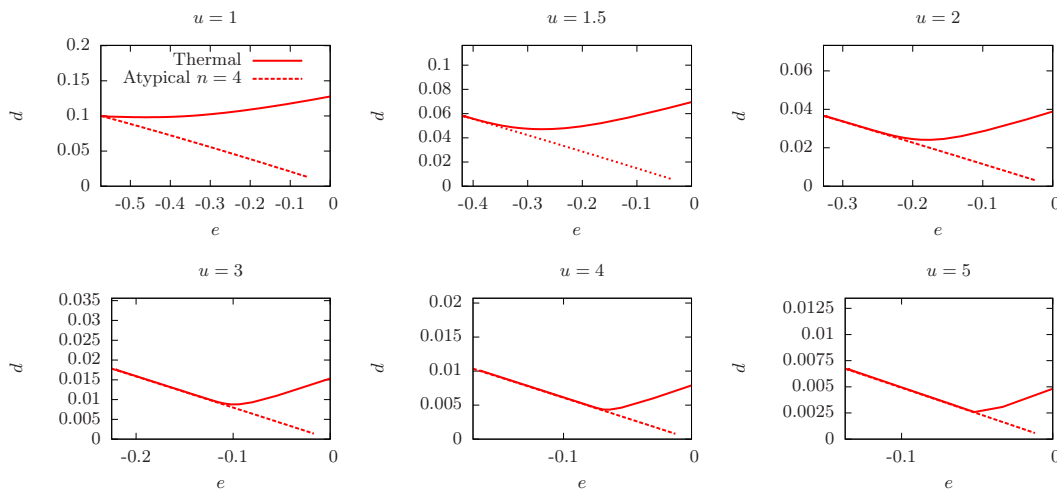 u = 1
u = 1.5
u = 2
0.2
0.15
0.1
0.05
0
d
Thermal
Atypical n = 4
-0.5 -0.4 -0.3 -0.2 -0.1 0
e
0.1
0.08
0.06
0.04
0.02
0
d
-0.4 -0.3 -0.2 -0.1 0
e
0.06
0.04
0.02
0
d
-0.3 -0.2 -0.1 0
e
u = 3
u = 4
u = 5
0.035
0.03
0.025
0.02
0.015
0.01
0.005
0
d
-0.2 -0.1 0
e
0.02
0.015
0.01
0.005
0
d
-0.1 0
e
0.0125
0.01
0.0075
0.005
0.0025
0
d
-0.1 0
e